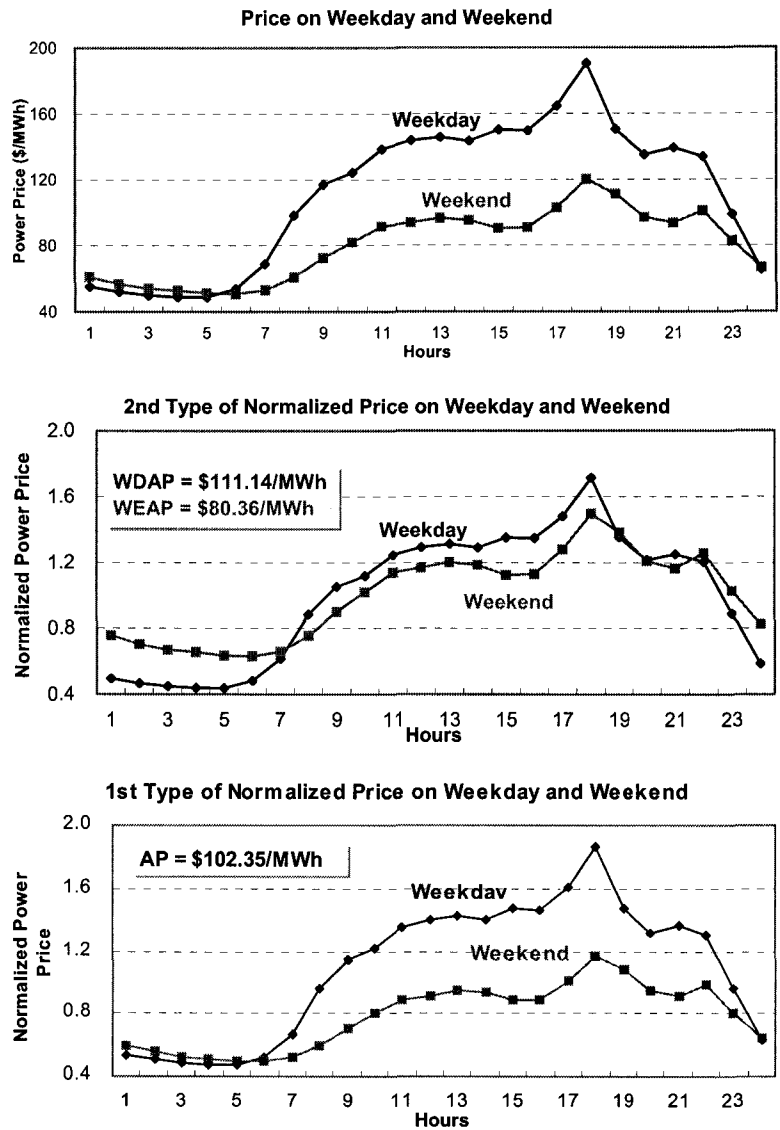 Price on Weekday and Weekend
Power Price ($/MWh)
200
160
120
80
40
Weekday
Weekend
1 3 5 7 9 11 13 15 17 19 21 23
Hours
2nd Type of Normalized Price on Weekday and Weekend
Normalized Power Price
2.0
1.6
1.2
0.8
0.4
WDAP = $111.14/MWh
WEAP = $80.36/MWh
Weekday
Weekend
1 3 5 7 9 11 13 15 17 19 21 23
Hours
1st Type of Normalized Price on Weekday and Weekend
Normalized Power
Price
2.0
1.6
1.2
0.8
0.4
AP = $102.35/MWh
Weekday
Weekend
1 3 5 7 9 11 13 15 17 19 21 23
Hours